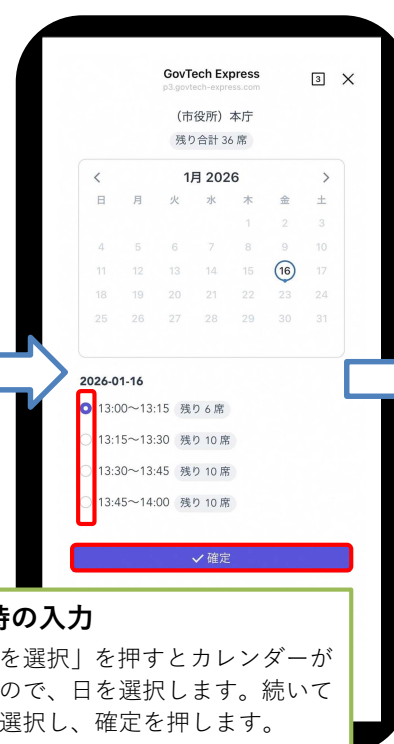 GovTech Express
p3.govtech-express.com
3
(市役所) 本庁
残り合計 36 席
1月 2026
日 月 火 水 木 金 土
1 2 3
4 5 6 7 8 9 10
11 12 13 14 15 16 17
18 19 20 21 22 23 24
25 26 27 28 29 30 31
2026-01-16
13:00〜13:15 残り 6 席
13:15〜13:30 残り 10 席
13:30〜13:45 残り 10 席
13:45〜14:00 残り 10 席
確定
時の入力
を選択」を押すとカレンダーが
ので、日を選択します。続いて
選択し、確定を押します。